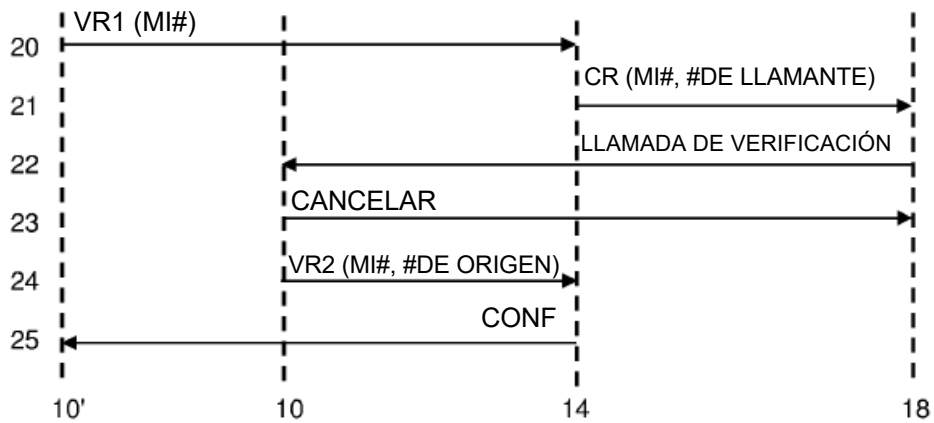 VR1 (MI#)
20
CR (MI#, #DE LLAMANTE)
21
LLAMADA DE VERIFICACIÓN
22
CANCELAR
23
VR2 (MI#, #DE ORIGEN)
24
CONF
25
10' 10 14 18